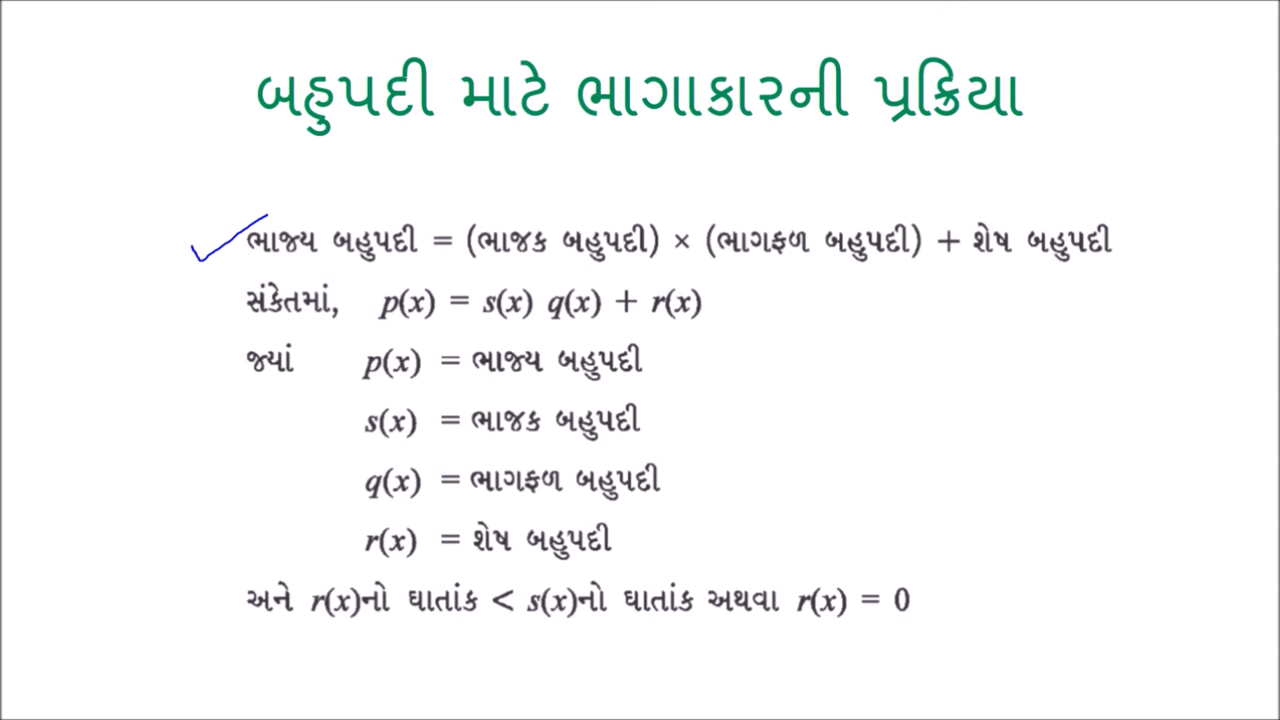 બહુપદી માટે ભાગાકારની પ્રક્રિયા
ભાજ્ય બહુપદી = (ભાજક બહુપદી) × (ભાગફળ બહુપદી) + શેષ બહુપદી
સંકેતમાં, p(x) = s(x) q(x) + r(x)
જ્યાં p(x) = ભાજ્ય બહુપદી
s(x) = ભાજક બહુપદી
q(x) = ભાગફળ બહુપદી
r(x) = શેષ બહુપદી
અને r(x)નો ઘાતાંક < s(x)નો ઘાતાંક અથવા r(x) = 0